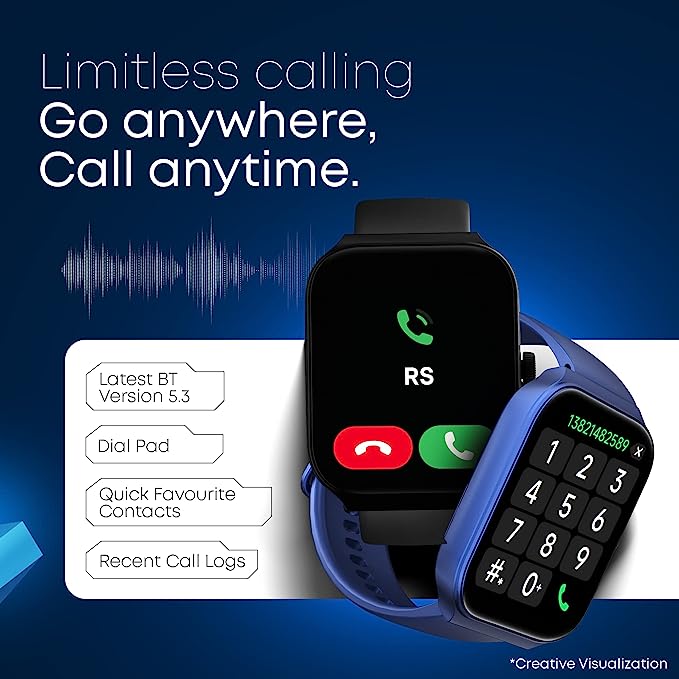 Limitless calling
Go anywhere,
Call anytime.
Latest BT
Version 5.3
Dial Pad
Quick Favourite
Contacts
Recent Call Logs
RS
13821482589
X
1 2 3
4 5 6
7 8 9
#* 0+
*Creative Visualization